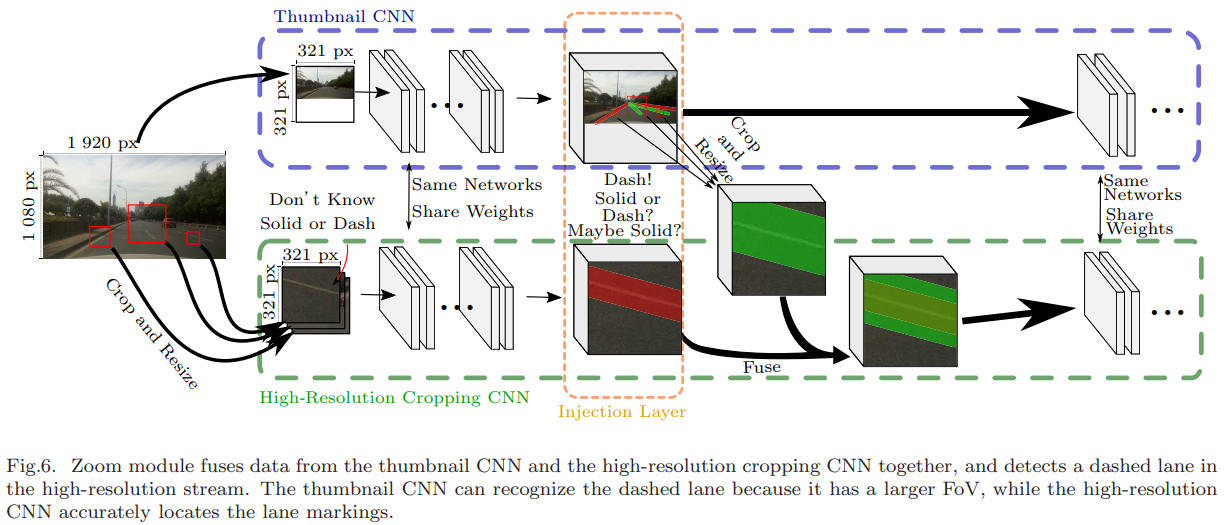 Thumbnail CNN
321 px
321 px
1 920 px
1 080 px
Crop and Resize
Don't Know
Solid or Dash
Same Networks
Share Weights
321 px
321 px
Crop
and
Resize
Dash!
Solid or
Dash?
Maybe Solid?
Same
Networks
Share
Weights
Fuse
High-Resolution Cropping CNN
Injection Layer
Fig.6. Zoom module fuses data from the thumbnail CNN and the high-resolution cropping CNN together, and detects a dashed lane in
the high-resolution stream. The thumbnail CNN can recognize the dashed lane because it has a larger FoV, while the high-resolution
CNN accurately locates the lane markings.